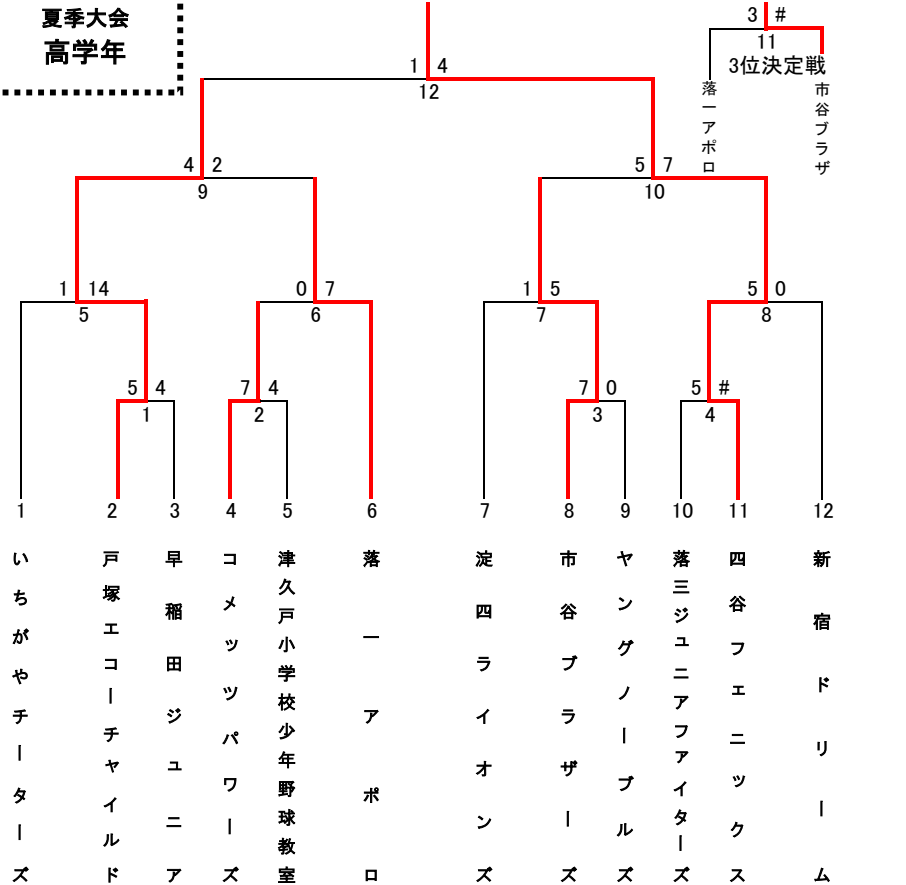 夏季大会
高学年
3 #
11
3位決定戦
落一アポロ
市谷ブラザ
1 4
12
4 2
9
5 7
10
1 14
5
0 7
6
1 5
7
5 0
8
5 4
1
7 4
2
7 0
3
5 #
4
1 2 3 4 5 6 7 8 9 10 11 12
いちがやチーターズ
戸塚エコーチャイルド
早稲田ジュニア
コメッツパワーズ
津久戸小学校少年野球教室
落一アポロ
淀四ライオンズ
市谷ブラザーズ
ヤングノーブルズ
落三ジュニアファイターズ
四谷フェニックス
新宿ドリーム